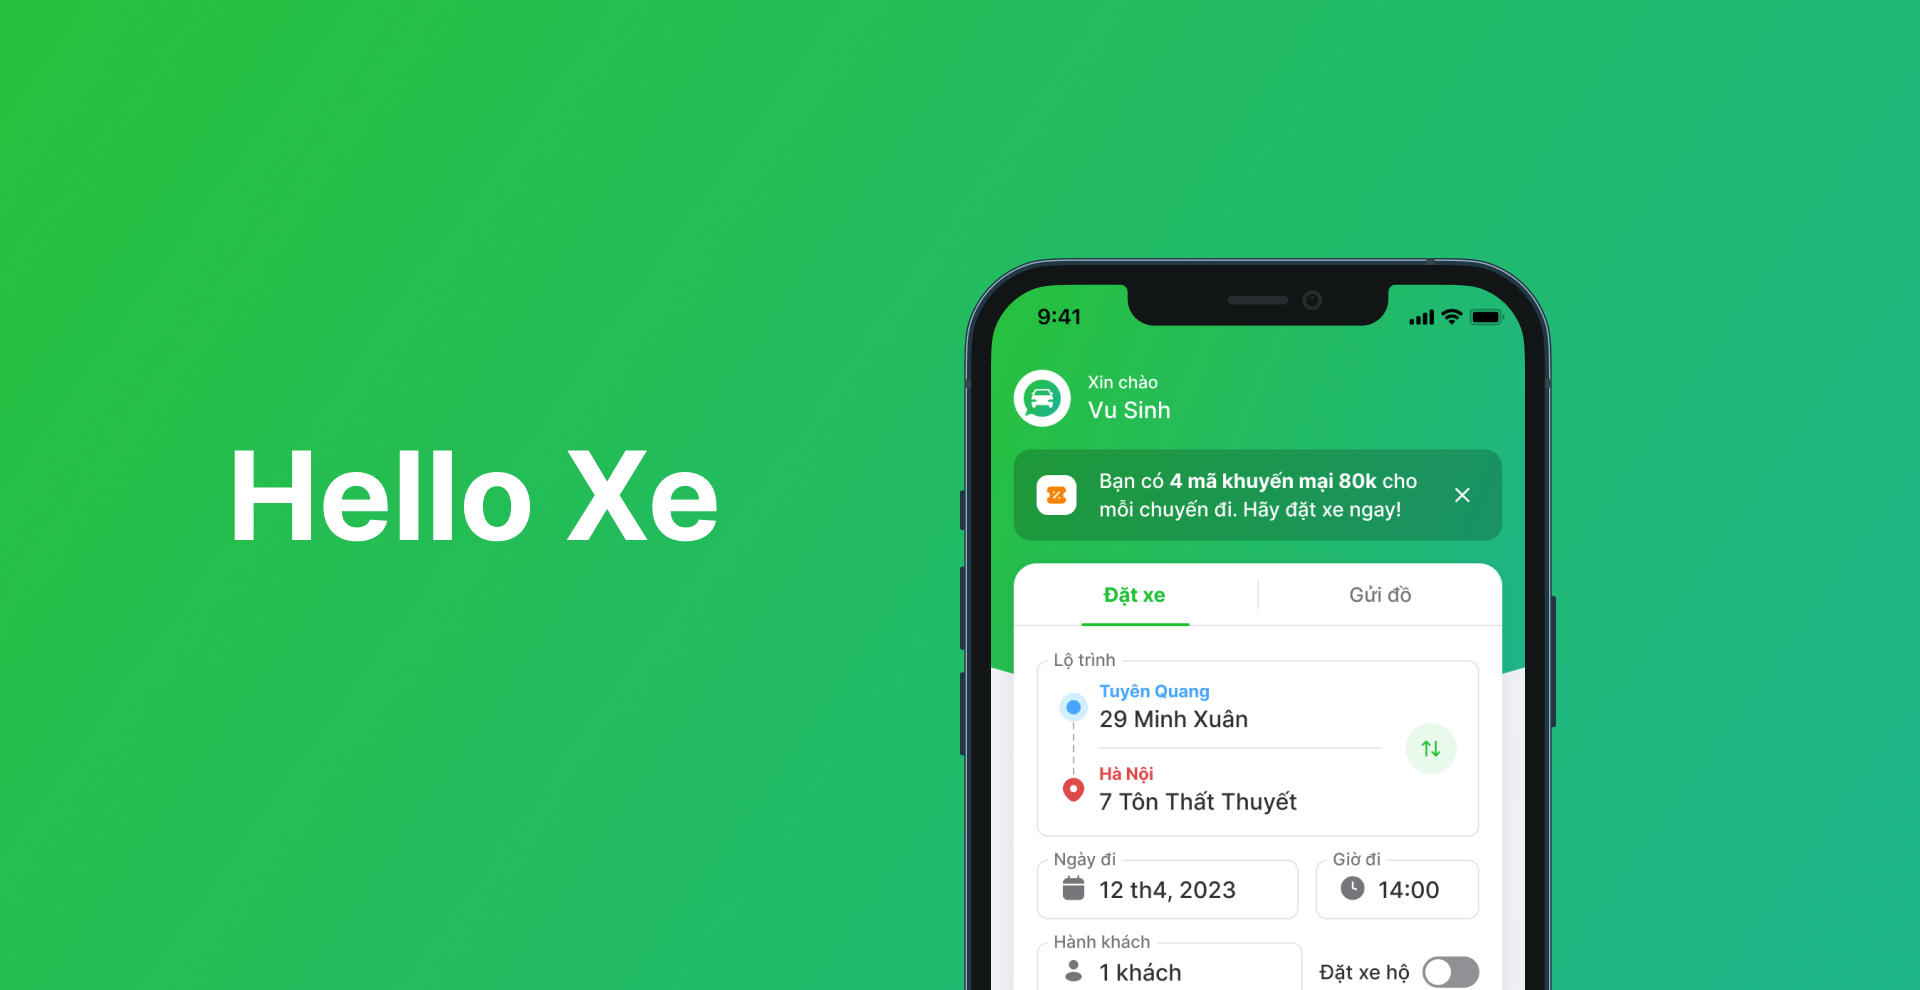 Hello Xe
9:41
Xin chào
Vu Sinh
Bạn có 4 mã khuyến mại 80k cho
mỗi chuyến đi. Hãy đặt xe ngay!
Đặt xe
Gửi đồ
Lộ trình
Tuyên Quang
29 Minh Xuân
Hà Nội
7 Tôn Thất Thuyết
Ngày đi
12 th4, 2023
Giờ đi
14:00
Hành khách
1 khách
Đặt xe hộ